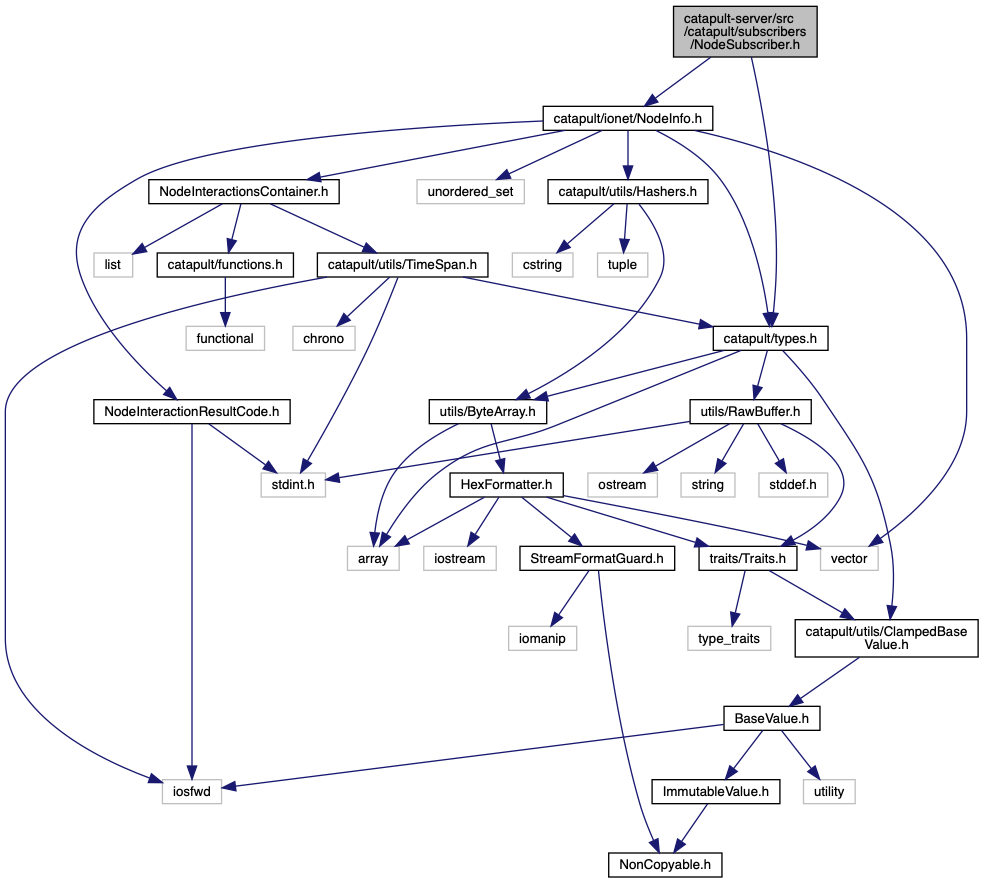 catapult-server/src
/catapult/subscribers
/NodeSubscriber.h
catapult/ionet/NodeInfo.h
NodeInteractionsContainer.h
unordered_set
catapult/utils/Hashers.h
list
catapult/functions.h
catapult/utils/TimeSpan.h
cstring
tuple
functional
chrono
catapult/types.h
NodeInteractionResultCode.h
utils/ByteArray.h
utils/RawBuffer.h
stdint.h
HexFormatter.h
ostream
string
stddef.h
array
iostream
StreamFormatGuard.h
traits/Traits.h
vector
iomanip
type_traits
catapult/utils/ClampedBase
Value.h
BaseValue.h
iosfwd
ImmutableValue.h
utility
NonCopyable.h